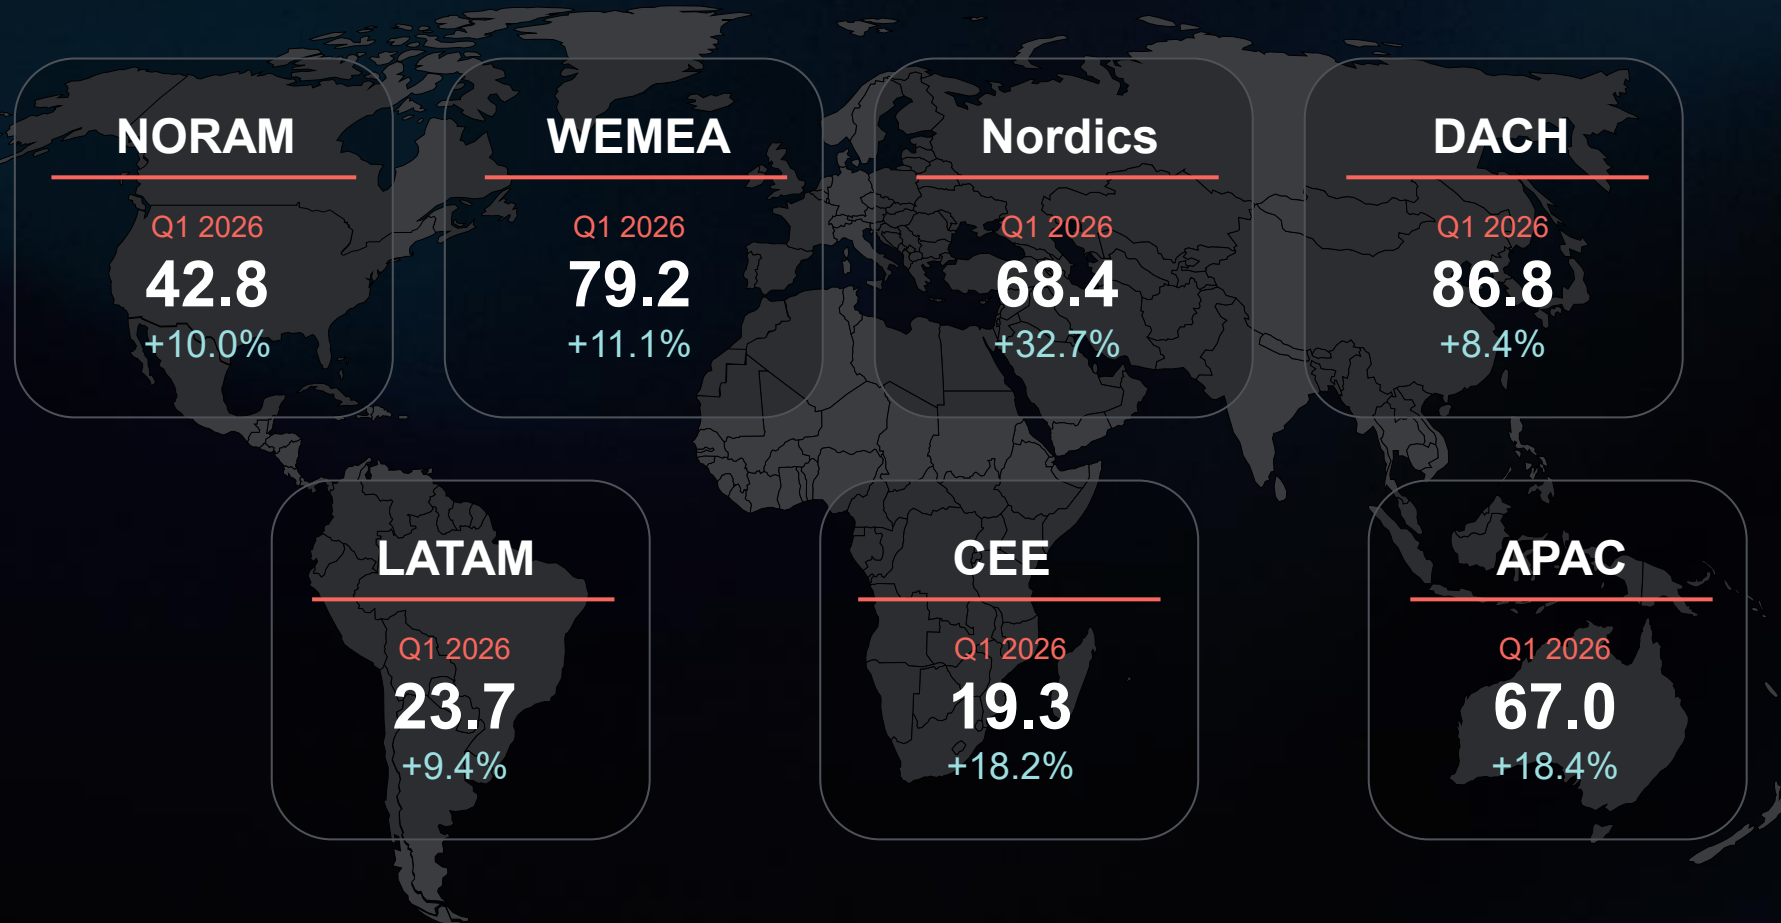 NORAM
Q1 2026
42.8
+10.0%
WEMEA
Q1 2026
79.2
+11.1%
Nordics
Q1 2026
68.4
+32.7%
DACH
Q1 2026
86.8
+8.4%
LATAM
Q1 2026
23.7
+9.4%
CEE
Q1 2026
19.3
+18.2%
APAC
Q1 2026
67.0
+18.4%